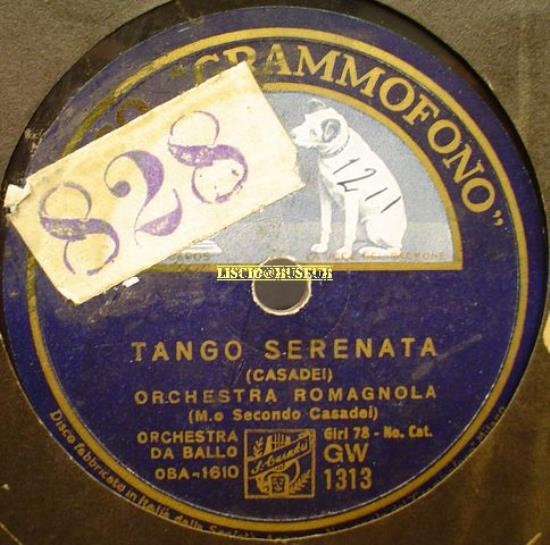 "GRAMMOFONO"
828
1211
LISCIO@MUSEUM
TANGO SERENATA
(CASADEI)
ORCHESTRA ROMAGNOLA
(M.o Secondo Casadei)
ORCHESTRA
DA BALLO
OBA-1610
Giri 78 - No. Cat.
GW
1313
Disco fabbricato in Italia dalla Società
Milano